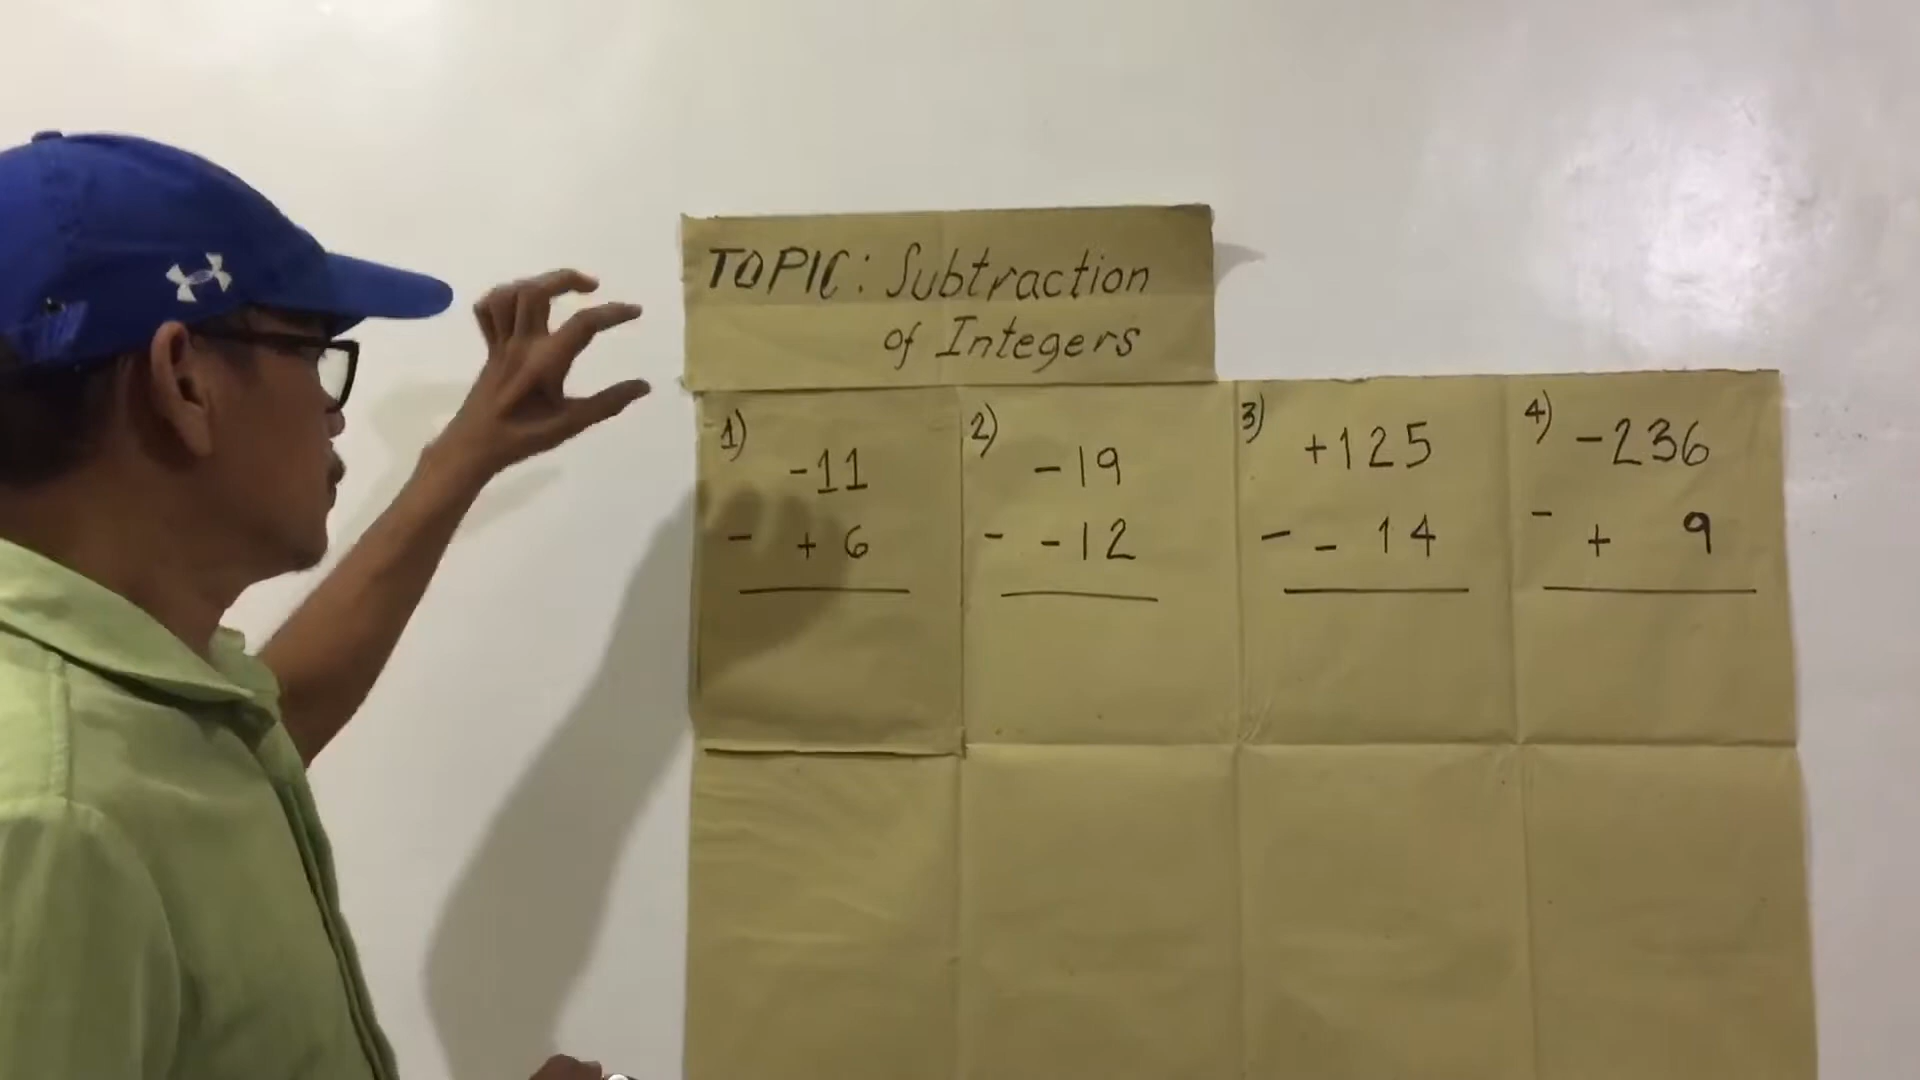 TOPIC: Subtraction
of Integers
1)
-11
- + 6
2)
-19
- -12
3)
+125
- - 14
4)
-236
- + 9